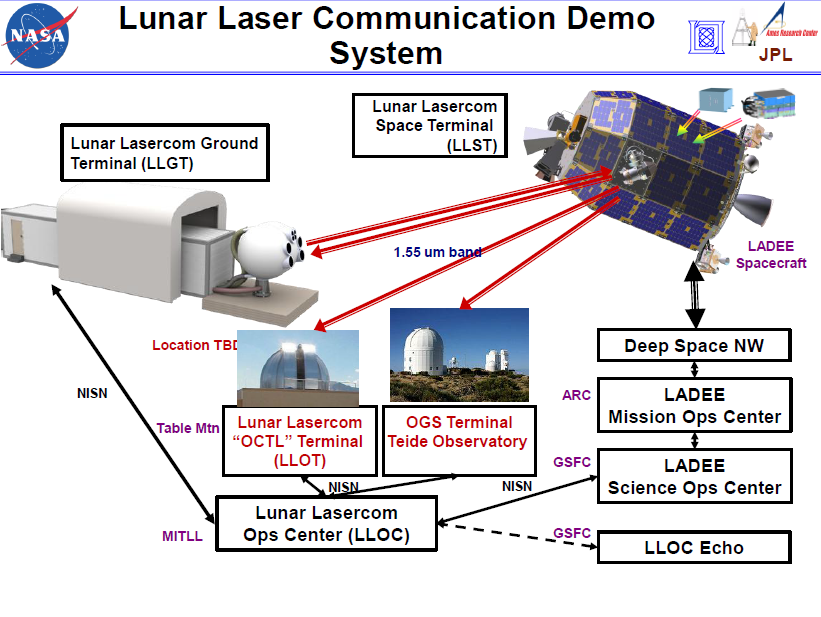 Lunar Laser Communication Demo
System
NASA
Ames Research Center
JPL
Lunar Lasercom
Space Terminal
(LLST)
Lunar Lasercom Ground
Terminal (LLGT)
1.55 um band
LADEE
Spacecraft
Location TBD
Deep Space NW
NISN
ARC
LADEE
Mission Ops Center
Table Mtn
Lunar Lasercom
“OCTL” Terminal
(LLOT)
OGS Terminal
Teide Observatory
GSFC
LADEE
Science Ops Center
NISN
NISN
MITLL
Lunar Lasercom
Ops Center (LLOC)
GSFC
LLOC Echo